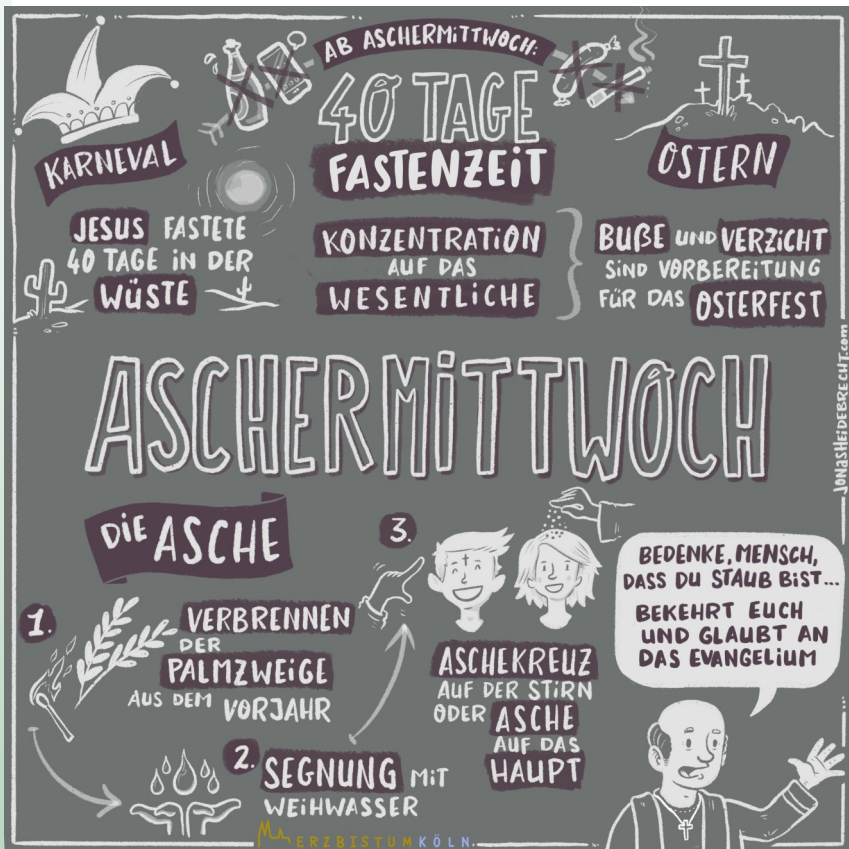 AB ASCHERMITTWOCH:
40 TAGE
FASTENZEIT
KARNEVAL
OSTERN
JESUS FASTETE
40 TAGE IN DER
WÜSTE
KONZENTRATION
AUF DAS
WESENTLICHE
BUßE UND VERZICHT
SIND VORBEREITUNG
FÜR DAS OSTERFEST
ASCHERMITTWOCH
JONASHEIDEBRECHT.com
DIE ASCHE
1.
VERBRENNEN
DER
PALMZWEIGE
AUS DEM VORJAHR
2. SEGNUNG MIT
WEIHWASSER
3.
ASCHEKREUZ
AUF DER STIRN
ODER ASCHE
AUF DAS
HAUPT
BEDENKE, MENSCH,
DASS DU STAUB BIST...
BEKEHRT EUCH
UND GLAUBT AN
DAS EVANGELIUM
ERZBISTUMKÖLN